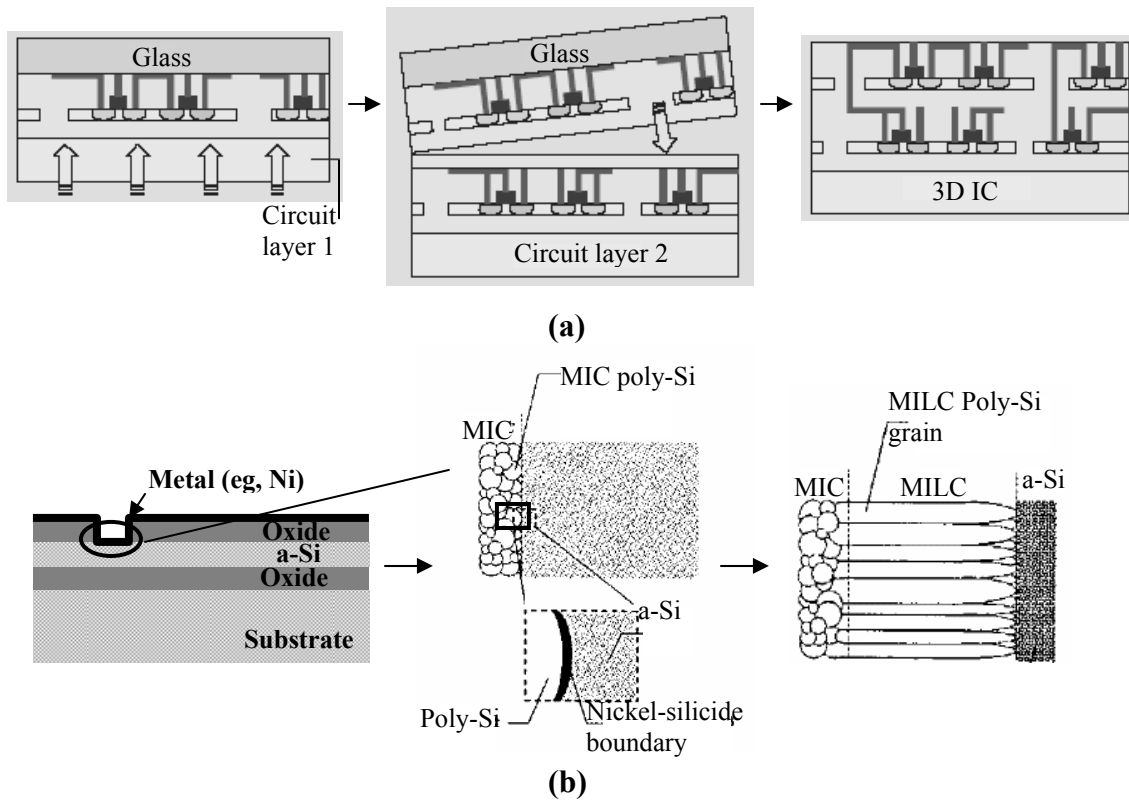 Glass
Circuit
layer 1
Glass
Circuit layer 2
3D IC
(a)
Metal (eg, Ni)
Oxide
a-Si
Oxide
Substrate
MIC poly-Si
MIC
a-Si
Poly-Si
Nickel-silicide
boundary
MILC Poly-Si
grain
MIC
MILC
a-Si
(b)